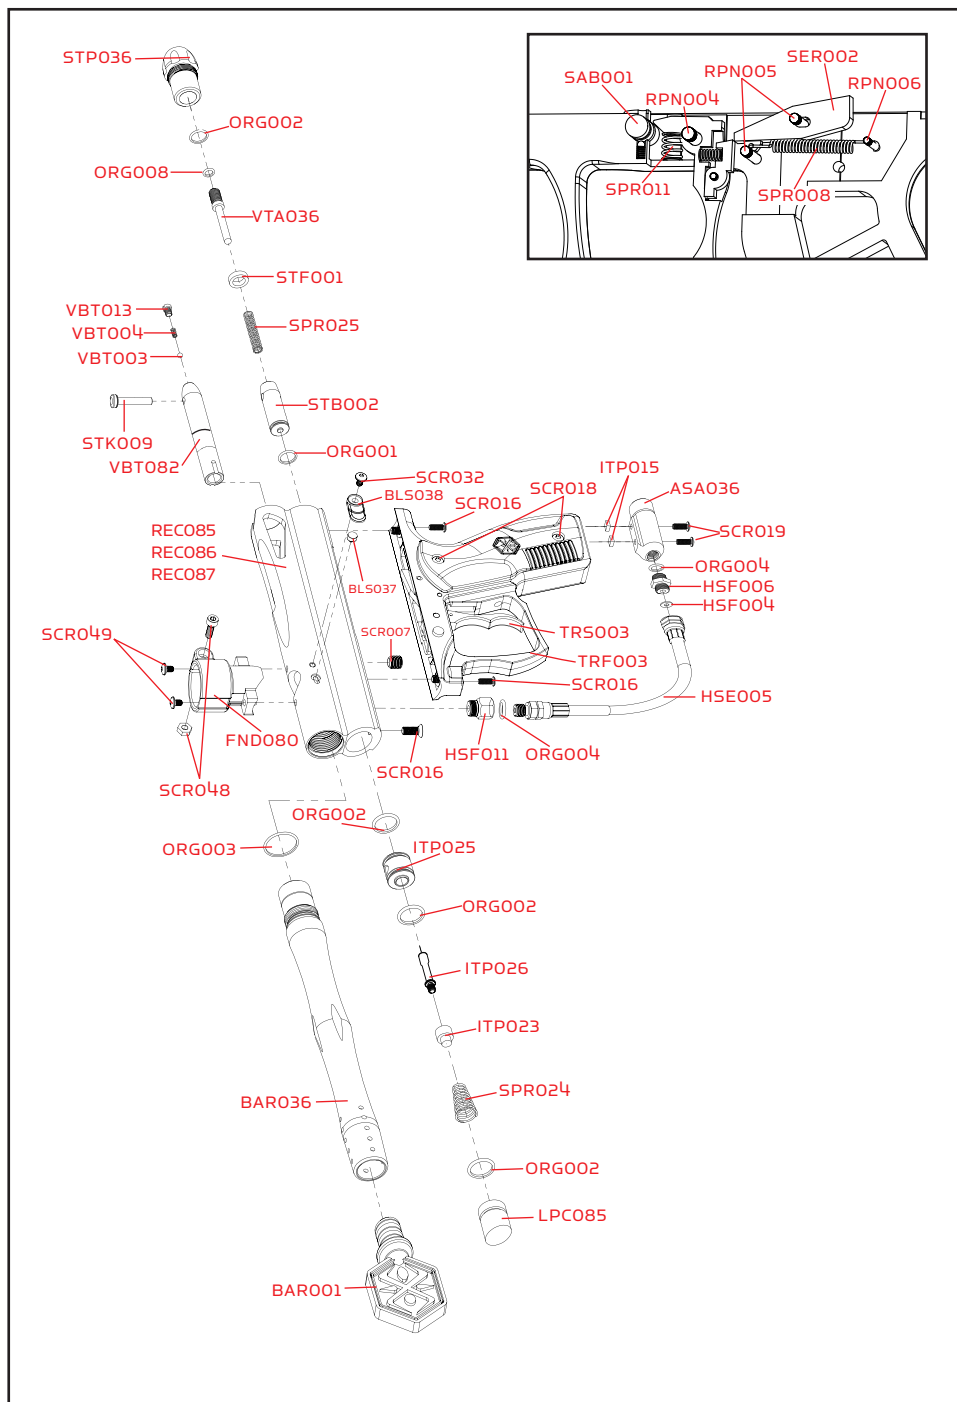 STP036
SER002
SAB001
RPN005
RPN006
RPN004
SPR011
SPR008
ORG002
ORG008
VTA036
STF001
VBT013
SPR025
VBT004
VBT003
STB002
STK009
ORG001
VBT082
SCR032
BLS038
SCR016
SCR018
ITP015
ASA036
SCR019
REC085
REC086
REC087
BLS037
ORG004
HSF006
HSF004
SCR049
SCR007
TRS003
TRF003
SCR016
HSE005
FND080
HSF011
ORG004
SCR016
SCR048
ORG002
ORG003
ITP025
ORG002
ITP026
ITP023
SPR024
BAR036
ORG002
LPC085
BAR001